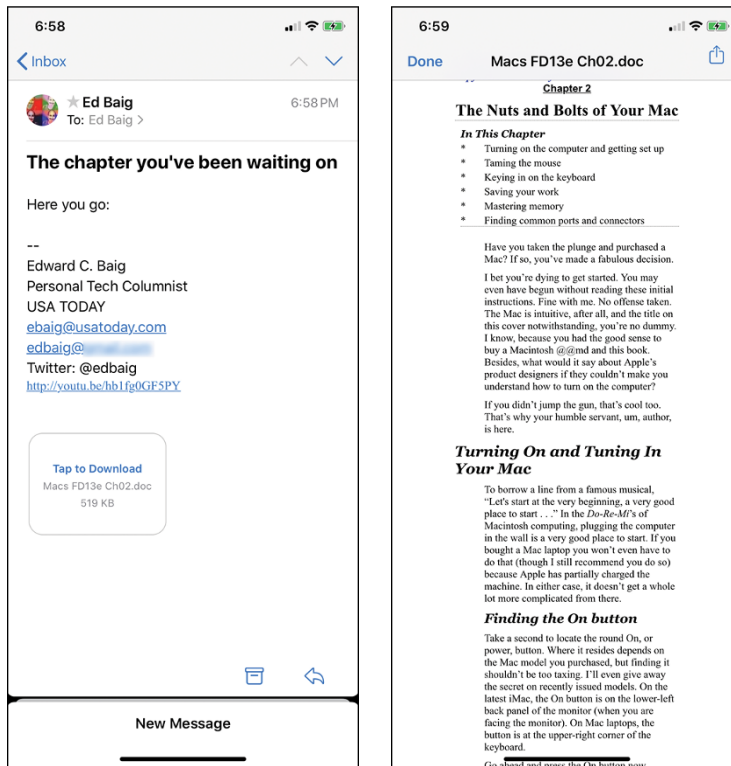 6:58
Inbox
Ed Baig
6:58 PM
To: Ed Baig >
The chapter you've been waiting on
Here you go:
--
Edward C. Baig
Personal Tech Columnist
USA TODAY
ebaig@usatoday.com
edbaig@
Twitter: @edbaig
http://youtu.be/hb1fg0GF5PY
Tap to Download
Macs FD13e Ch02.doc
519 KB
New Message
6:59
Done
Macs FD13e Ch02.doc
Chapter 2
The Nuts and Bolts of Your Mac
In This Chapter
* Turning on the computer and getting set up
* Taming the mouse
* Keying in on the keyboard
* Saving your work
* Mastering memory
* Finding common ports and connectors
Have you taken the plunge and purchased a
Mac? If so, you've made a fabulous decision.
I bet you're dying to get started. You may
even have begun without reading these initial
instructions. Fine with me. No offense taken.
The Mac is intuitive, after all, and the title on
this cover notwithstanding, you're no dummy.
I know, because you had the good sense to
buy a Macintosh @@md and this book.
Besides, what would it say about Apple's
product designers if they couldn't make you
understand how to turn on the computer?
If you didn't jump the gun, that's cool too.
That's why your humble servant, um, author,
is here.
Turning On and Tuning In
Your Mac
To borrow a line from a famous musical,
“Let's start at the very beginning, a very good
place to start . . .” In the Do-Re-Mi's of
Macintosh computing, plugging the computer
in the wall is a very good place to start. If you
bought a Mac laptop you won't even have to
do that (though I still recommend you do so)
because Apple has partially charged the
machine. In either case, it doesn't get a whole
lot more complicated from there.
Finding the On button
Take a second to locate the round On, or
power, button. Where it resides depends on
the Mac model you purchased, but finding it
shouldn't be too taxing. I'll even give away
the secret on recently issued models. On the
latest iMac, the On button is on the lower-left
back panel of the monitor (when you are
facing the monitor). On Mac laptops, the
button is at the upper-right corner of the
keyboard.
Go ahead and press the On button now